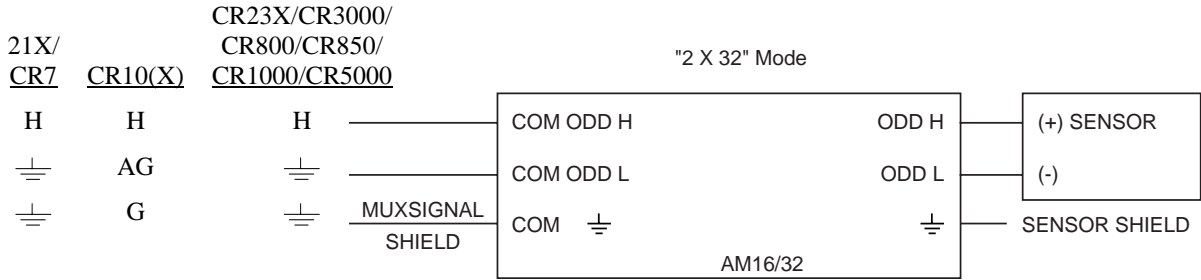 CR23X/CR3000/
21X/ CR800/CR850/
CR7 CR10(X) CR1000/CR5000
"2 X 32" Mode
H H H COM ODD H ODD H (+) SENSOR
AG COM ODD L ODD L (-)
G MUXSIGNAL SHIELD COM SENSOR SHIELD
AM16/32